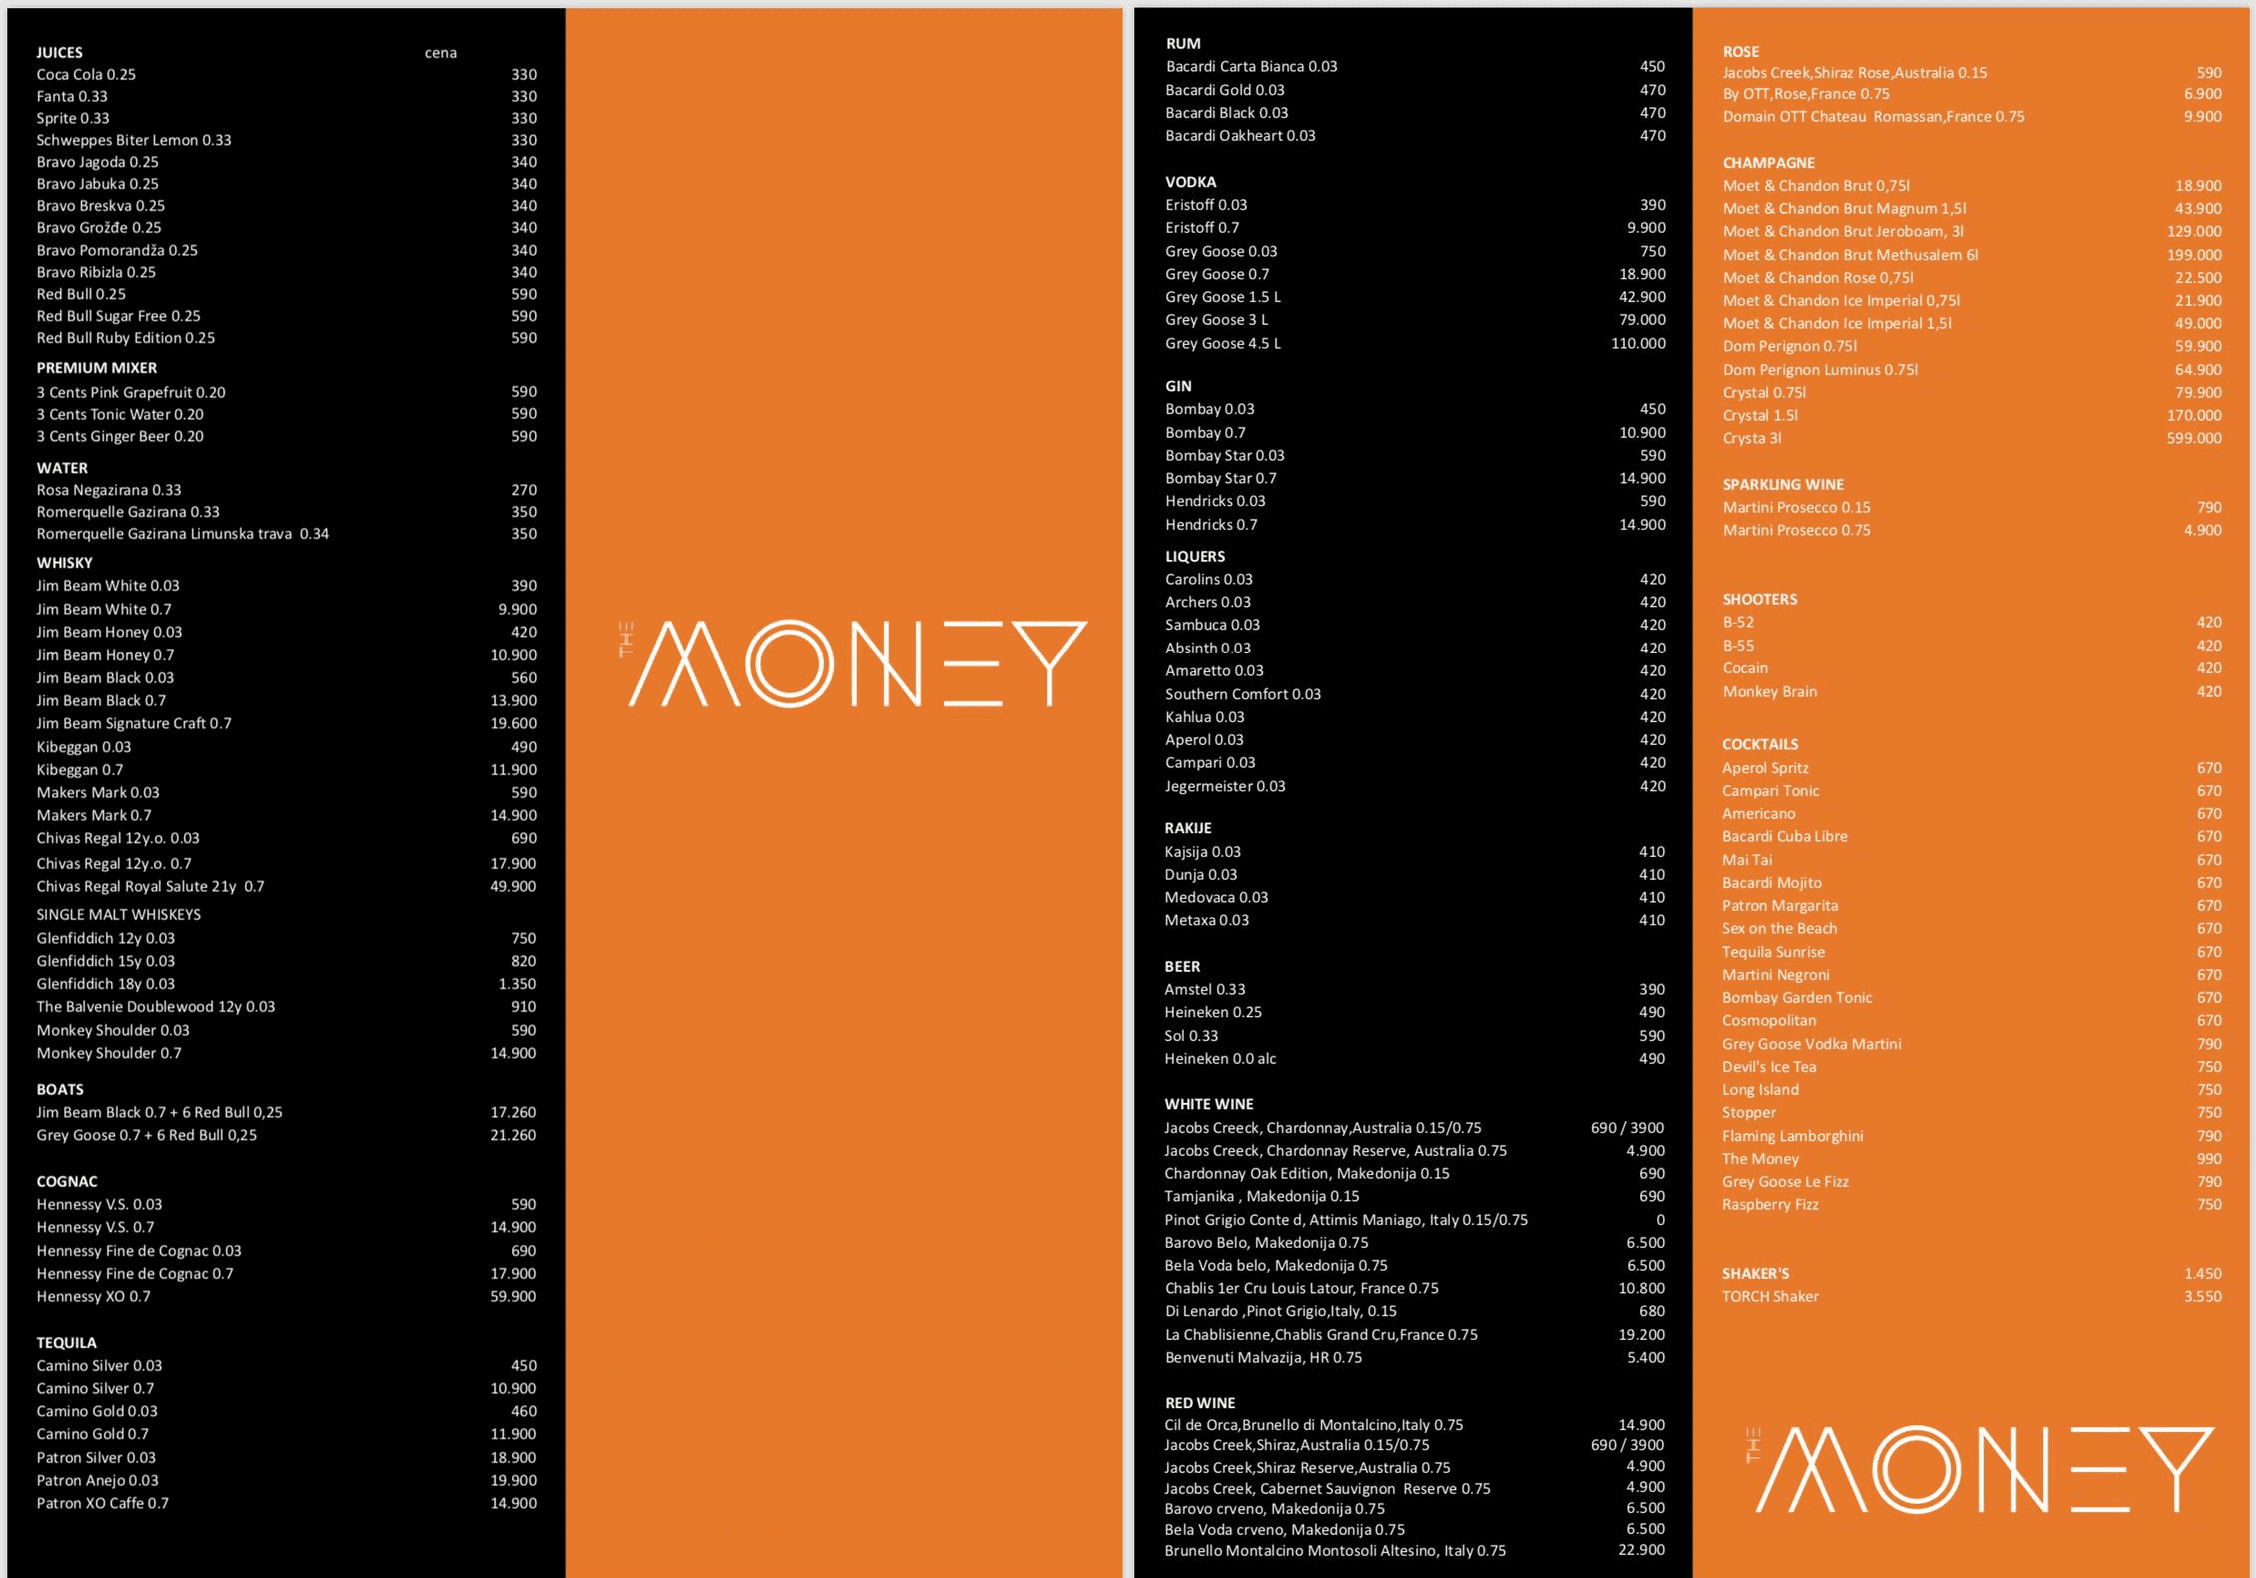 JUICES cena
Coca Cola 0.25 330
Fanta 0.33 330
Sprite 0.33 330
Schweppes Biter Lemon 0.33 330
Bravo Jagoda 0.25 340
Bravo Jabuka 0.25 340
Bravo Breskva 0.25 340
Bravo Grožđe 0.25 340
Bravo Pomorandža 0.25 340
Bravo Ribizla 0.25 340
Red Bull 0.25 590
Red Bull Sugar Free 0.25 590
Red Bull Ruby Edition 0.25 590
PREMIUM MIXER
3 Cents Pink Grapefruit 0.20 590
3 Cents Tonic Water 0.20 590
3 Cents Ginger Beer 0.20 590
WATER
Rosa Negazirana 0.33 270
Romerquelle Gazirana 0.33 350
Romerquelle Gazirana Limunska trava 0.34 350
WHISKY
Jim Beam White 0.03 390
Jim Beam White 0.7 9.900
Jim Beam Honey 0.03 420
Jim Beam Honey 0.7 10.900
Jim Beam Black 0.03 560
Jim Beam Black 0.7 13.900
Jim Beam Signature Craft 0.7 19.600
Kibeggan 0.03 490
Kibeggan 0.7 11.900
Makers Mark 0.03 590
Makers Mark 0.7 14.900
Chivas Regal 12y.o. 0.03 690
Chivas Regal 12y.o. 0.7 17.900
Chivas Regal Royal Salute 21y 0.7 49.900
SINGLE MALT WHISKEYS
Glenfiddich 12y 0.03 750
Glenfiddich 15y 0.03 820
Glenfiddich 18y 0.03 1.350
The Balvenie Doublewood 12y 0.03 910
Monkey Shoulder 0.03 590
Monkey Shoulder 0.7 14.900
BOATS
Jim Beam Black 0.7 + 6 Red Bull 0,25 17.260
Grey Goose 0.7 + 6 Red Bull 0,25 21.260
COGNAC
Hennessy V.S. 0.03 590
Hennessy V.S. 0.7 14.900
Hennessy Fine de Cognac 0.03 690
Hennessy Fine de Cognac 0.7 17.900
Hennessy XO 0.7 59.900
TEQUILA
Camino Silver 0.03 450
Camino Silver 0.7 10.900
Camino Gold 0.03 460
Camino Gold 0.7 11.900
Patron Silver 0.03 18.900
Patron Anejo 0.03 19.900
Patron XO Caffe 0.7 14.900
THE MONEY
RUM
Bacardi Carta Bianca 0.03 450
Bacardi Gold 0.03 470
Bacardi Black 0.03 470
Bacardi Oakheart 0.03 470
VODKA
Eristoff 0.03 390
Eristoff 0.7 9.900
Grey Goose 0.03 750
Grey Goose 0.7 18.900
Grey Goose 1.5 L 42.900
Grey Goose 3 L 79.000
Grey Goose 4.5 L 110.000
GIN
Bombay 0.03 450
Bombay 0.7 10.900
Bombay Star 0.03 590
Bombay Star 0.7 14.900
Hendricks 0.03 590
Hendricks 0.7 14.900
LIQUERS
Carolins 0.03 420
Archers 0.03 420
Sambuca 0.03 420
Absinth 0.03 420
Amaretto 0.03 420
Southern Comfort 0.03 420
Kahlua 0.03 420
Aperol 0.03 420
Campari 0.03 420
Jegermeister 0.03 420
RAKIJE
Kajsija 0.03 410
Dunja 0.03 410
Medovaca 0.03 410
Metaxa 0.03 410
BEER
Amstel 0.33 390
Heineken 0.25 490
Sol 0.33 590
Heineken 0.0 alc 490
WHITE WINE
Jacobs Creeck, Chardonnay,Australia 0.15/0.75 690 / 3900
Jacobs Creeck, Chardonnay Reserve, Australia 0.75 4.900
Chardonnay Oak Edition, Makedonija 0.15 690
Tamjanika , Makedonija 0.15 690
Pinot Grigio Conte d, Attimis Maniago, Italy 0.15/0.75 0
Barovo Belo, Makedonija 0.75 6.500
Bela Voda belo, Makedonija 0.75 6.500
Chablis 1er Cru Louis Latour, France 0.75 10.800
Di Lenardo ,Pinot Grigio,Italy, 0.15 680
La Chablisienne,Chablis Grand Cru,France 0.75 19.200
Benvenuti Malvazija, HR 0.75 5.400
RED WINE
Cil de Orca,Brunello di Montalcino,Italy 0.75 14.900
Jacobs Creek,Shiraz,Australia 0.15/0.75 690 / 3900
Jacobs Creek,Shiraz Reserve,Australia 0.75 4.900
Jacobs Creek, Cabernet Sauvignon Reserve 0.75 4.900
Barovo crveno, Makedonija 0.75 6.500
Bela Voda crveno, Makedonija 0.75 6.500
Brunello Montalcino Montosoli Altesino, Italy 0.75 22.900
ROSE
Jacobs Creek,Shiraz Rose,Australia 0.15 590
By OTT,Rose,France 0.75 6.900
Domain OTT Chateau Romassan,France 0.75 9.900
CHAMPAGNE
Moet & Chandon Brut 0,75l 18.900
Moet & Chandon Brut Magnum 1,5l 43.900
Moet & Chandon Brut Jeroboam, 3l 129.000
Moet & Chandon Brut Methusalem 6l 199.000
Moet & Chandon Rose 0,75l 22.500
Moet & Chandon Ice Imperial 0,75l 21.900
Moet & Chandon Ice Imperial 1,5l 49.000
Dom Perignon 0.75l 59.900
Dom Perignon Luminus 0.75l 64.900
Crystal 0.75l 79.900
Crystal 1.5l 170.000
Crysta 3l 599.000
SPARKLING WINE
Martini Prosecco 0.15 790
Martini Prosecco 0.75 4.900
SHOOTERS
B-52 420
B-55 420
Cocain 420
Monkey Brain 420
COCKTAILS
Aperol Spritz 670
Campari Tonic 670
Americano 670
Bacardi Cuba Libre 670
Mai Tai 670
Bacardi Mojito 670
Patron Margarita 670
Sex on the Beach 670
Tequila Sunrise 670
Martini Negroni 670
Bombay Garden Tonic 670
Cosmopolitan 670
Grey Goose Vodka Martini 790
Devil's Ice Tea 750
Long Island 750
Stopper 750
Flaming Lamborghini 790
The Money 990
Grey Goose Le Fizz 790
Raspberry Fizz 750
SHAKER'S 1.450
TORCH Shaker 3.550
THE MONEY